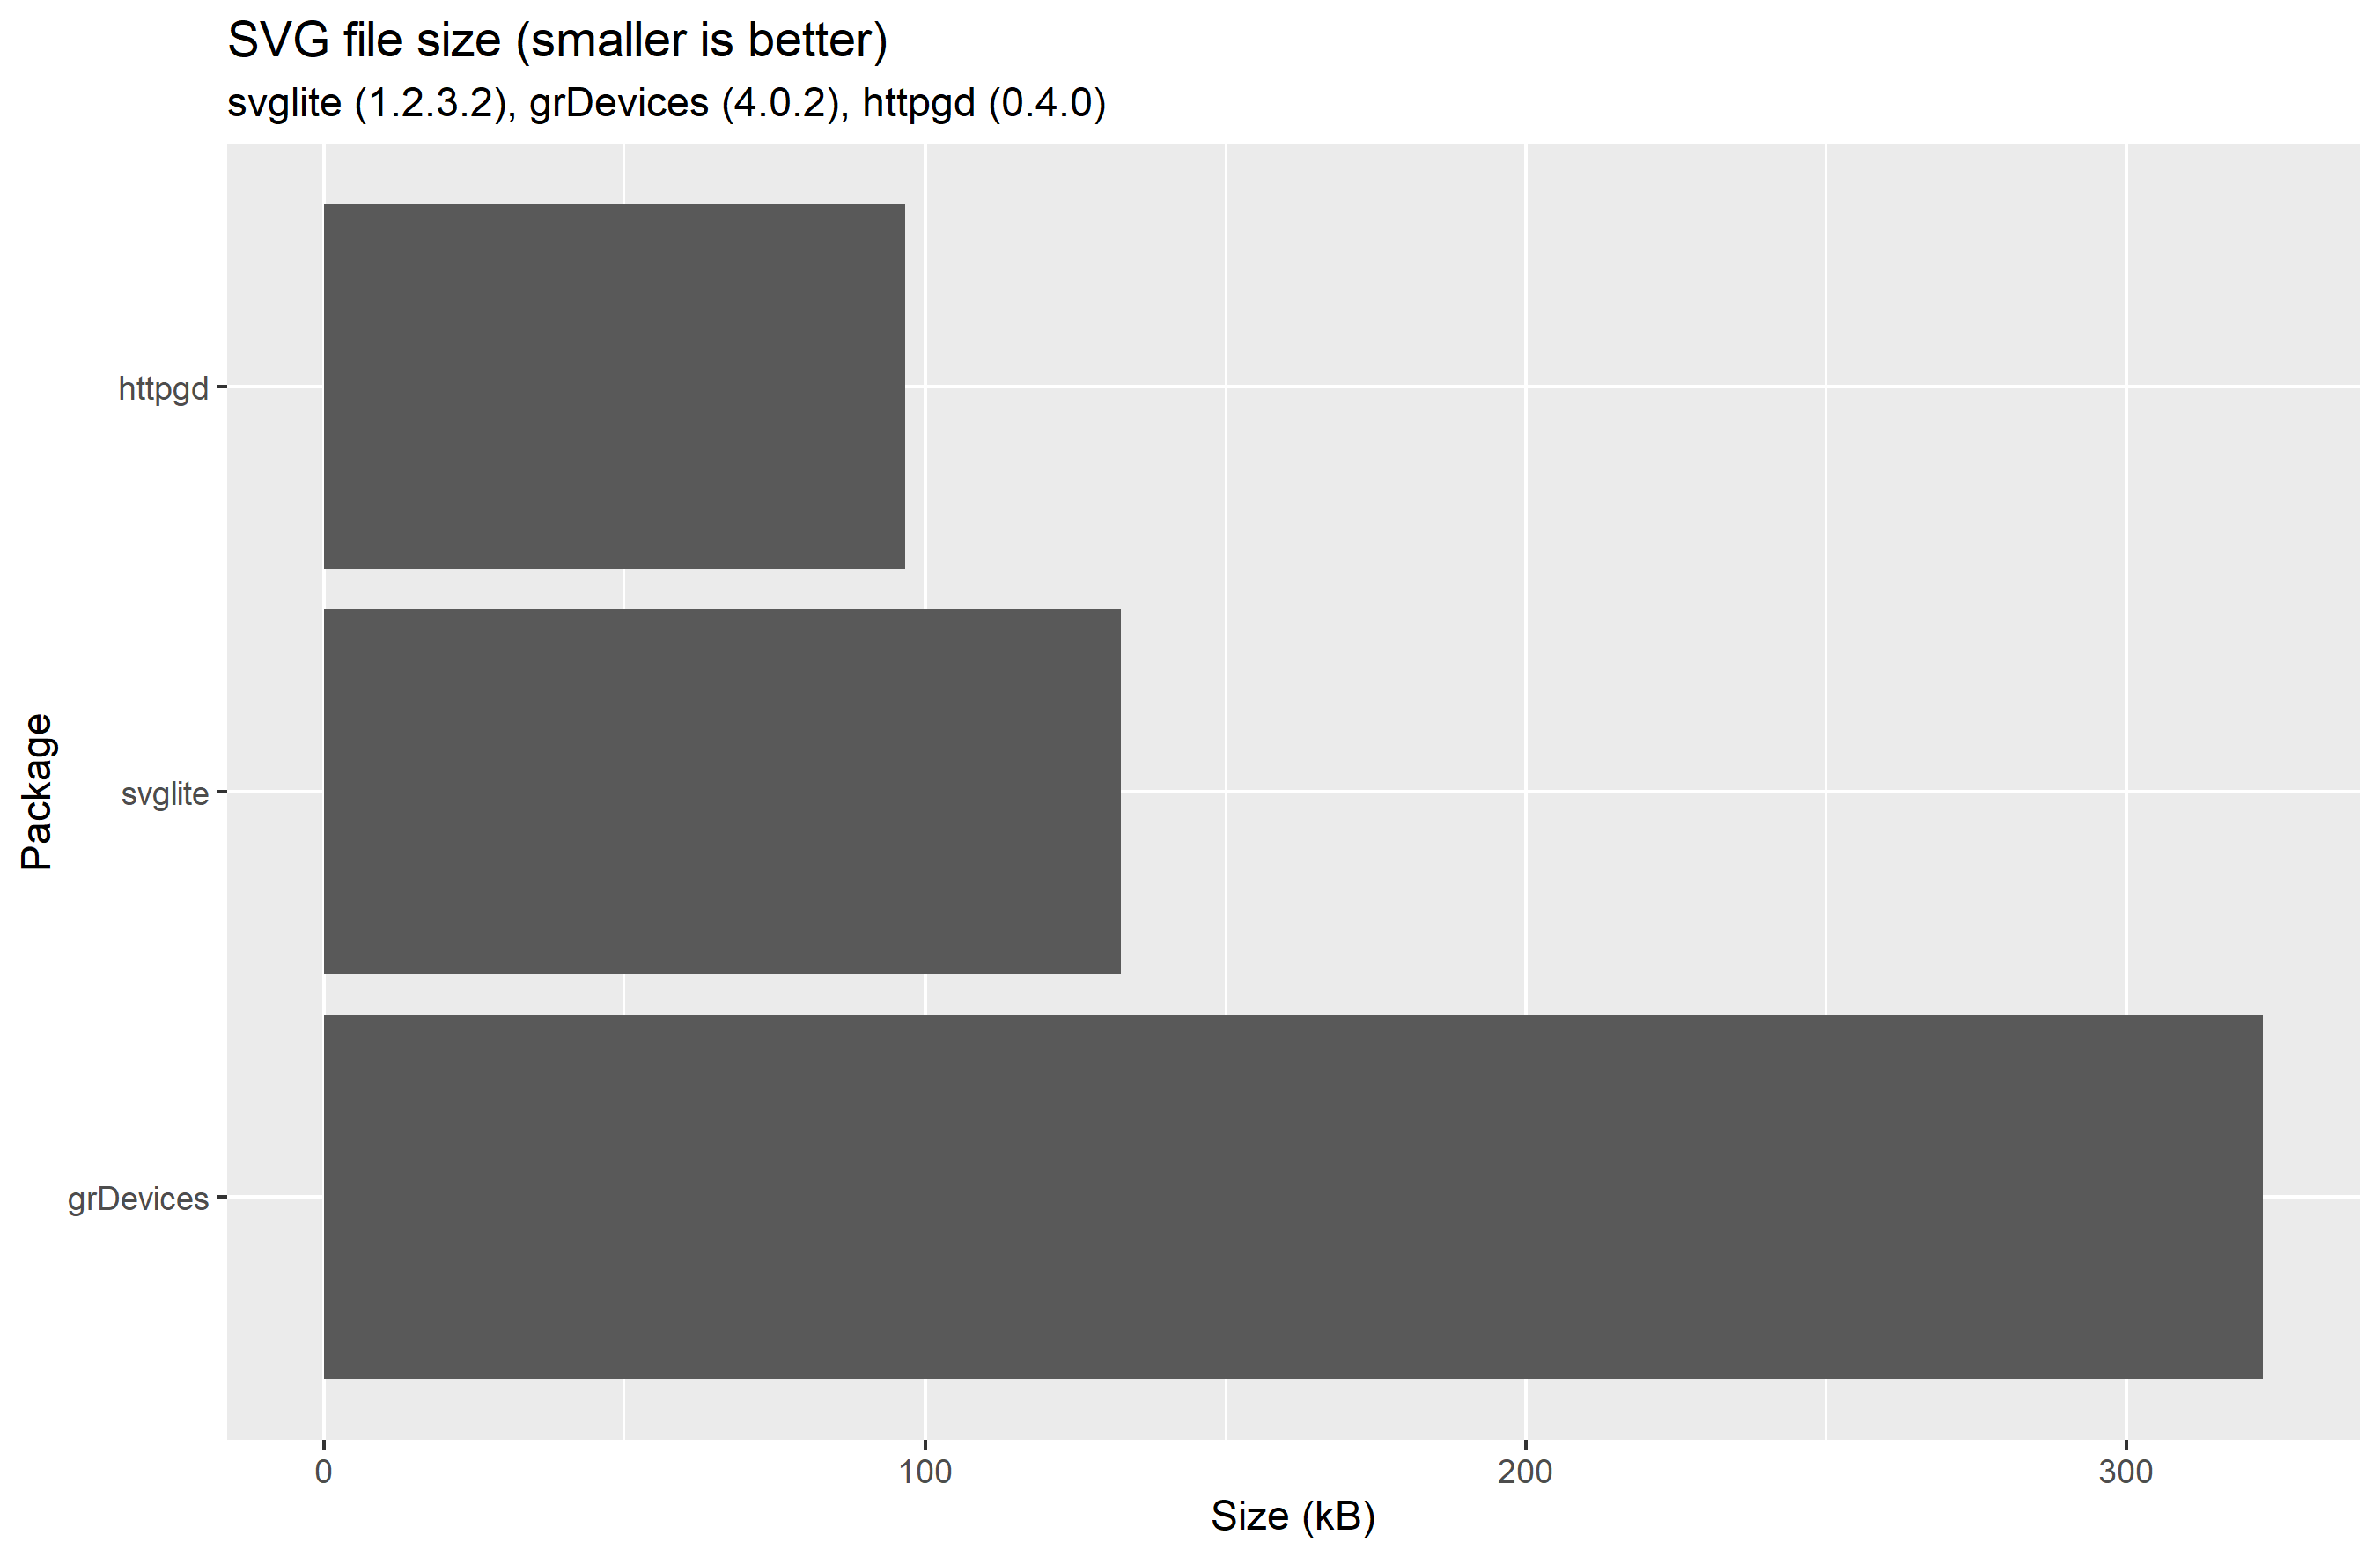 SVG file size (smaller is better)
svglite (1.2.3.2), grDevices (4.0.2), httpgd (0.4.0)
Package
httpgd
svglite
grDevices
0 100 200 300
Size (kB)